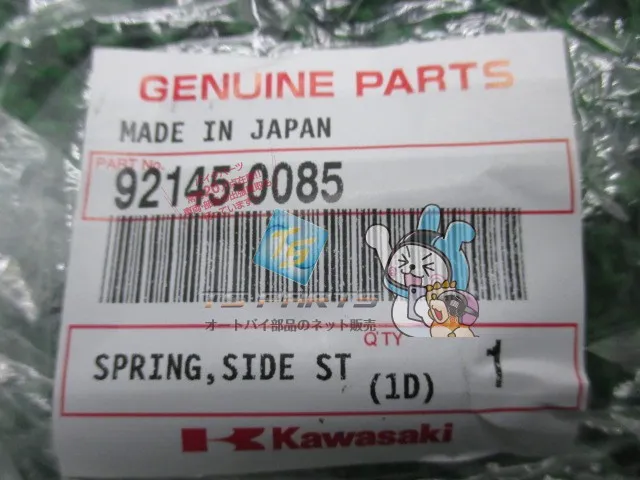 GENUINE PARTS
MADE IN JAPAN
PART No.
92145-0085
オートバイ部品のネット販売
Q'TY
SPRING,SIDE ST
(1D)
1
Kawasaki